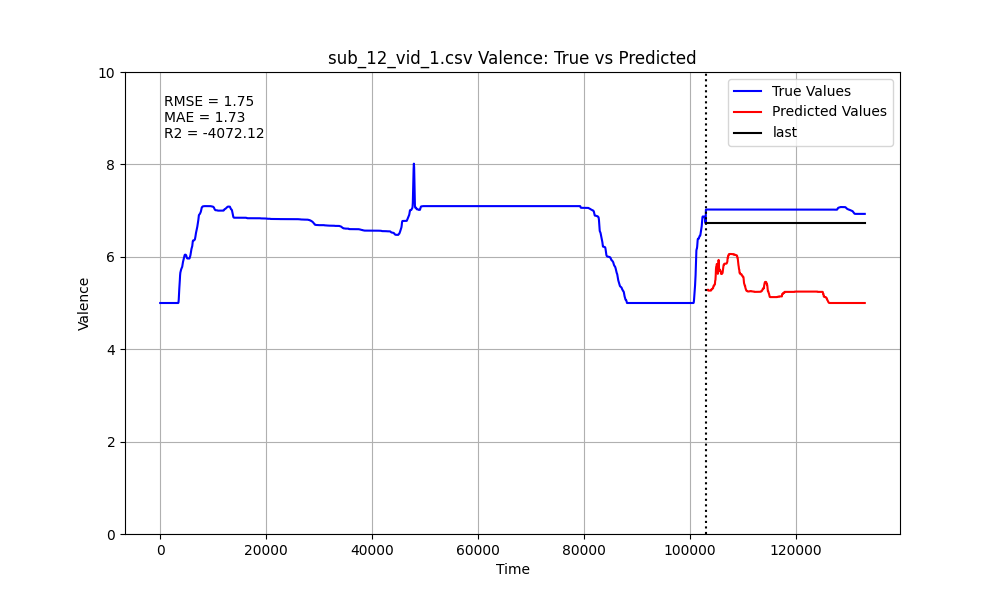 sub_12_vid_1.csv Valence: True vs Predicted
RMSE = 1.75
MAE = 1.73
R2 = -4072.12
True Values
Predicted Values
last
10
8
6
4
2
0
Valence
0
20000
40000
60000
80000
100000
120000
Time